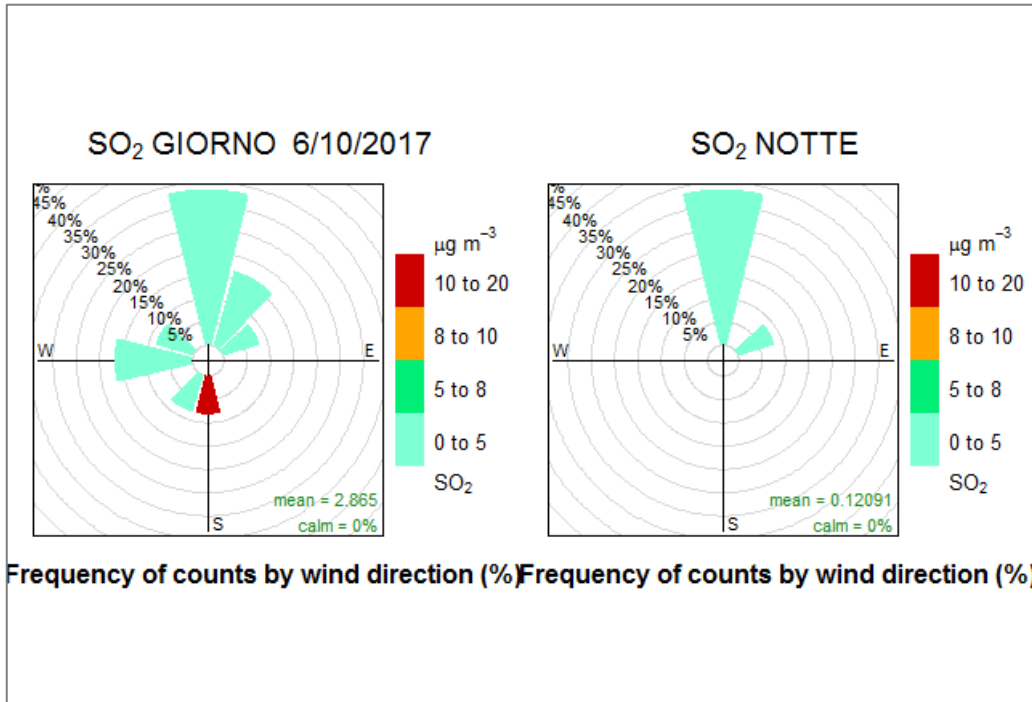 SO₂ GIORNO 6/10/2017
%
45%
40%
35%
30%
25%
20%
15%
10%
5%
W
E
S
mean = 2.865
calm = 0%
µg m⁻³
10 to 20
8 to 10
5 to 8
0 to 5
SO₂
Frequency of counts by wind direction (%)
SO₂ NOTTE
%
45%
40%
35%
30%
25%
20%
15%
10%
5%
W
E
S
mean = 0.12091
calm = 0%
µg m⁻³
10 to 20
8 to 10
5 to 8
0 to 5
SO₂
Frequency of counts by wind direction (%)